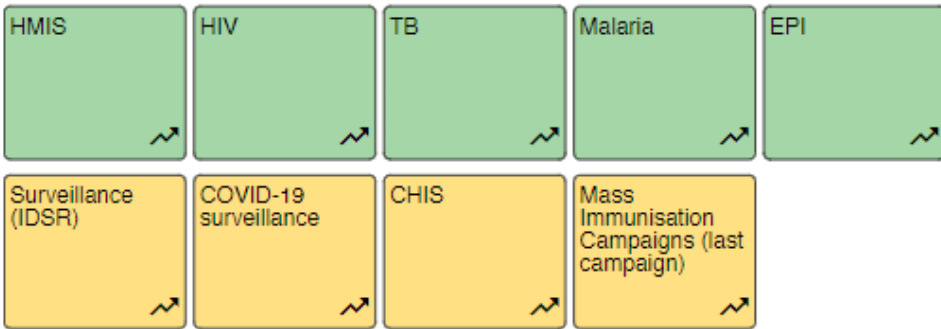 HMIS
HIV
TB
Malaria
EPI
Surveillance
(IDSR)
COVID-19
surveillance
CHIS
Mass
Immunisation
Campaigns (last
campaign)